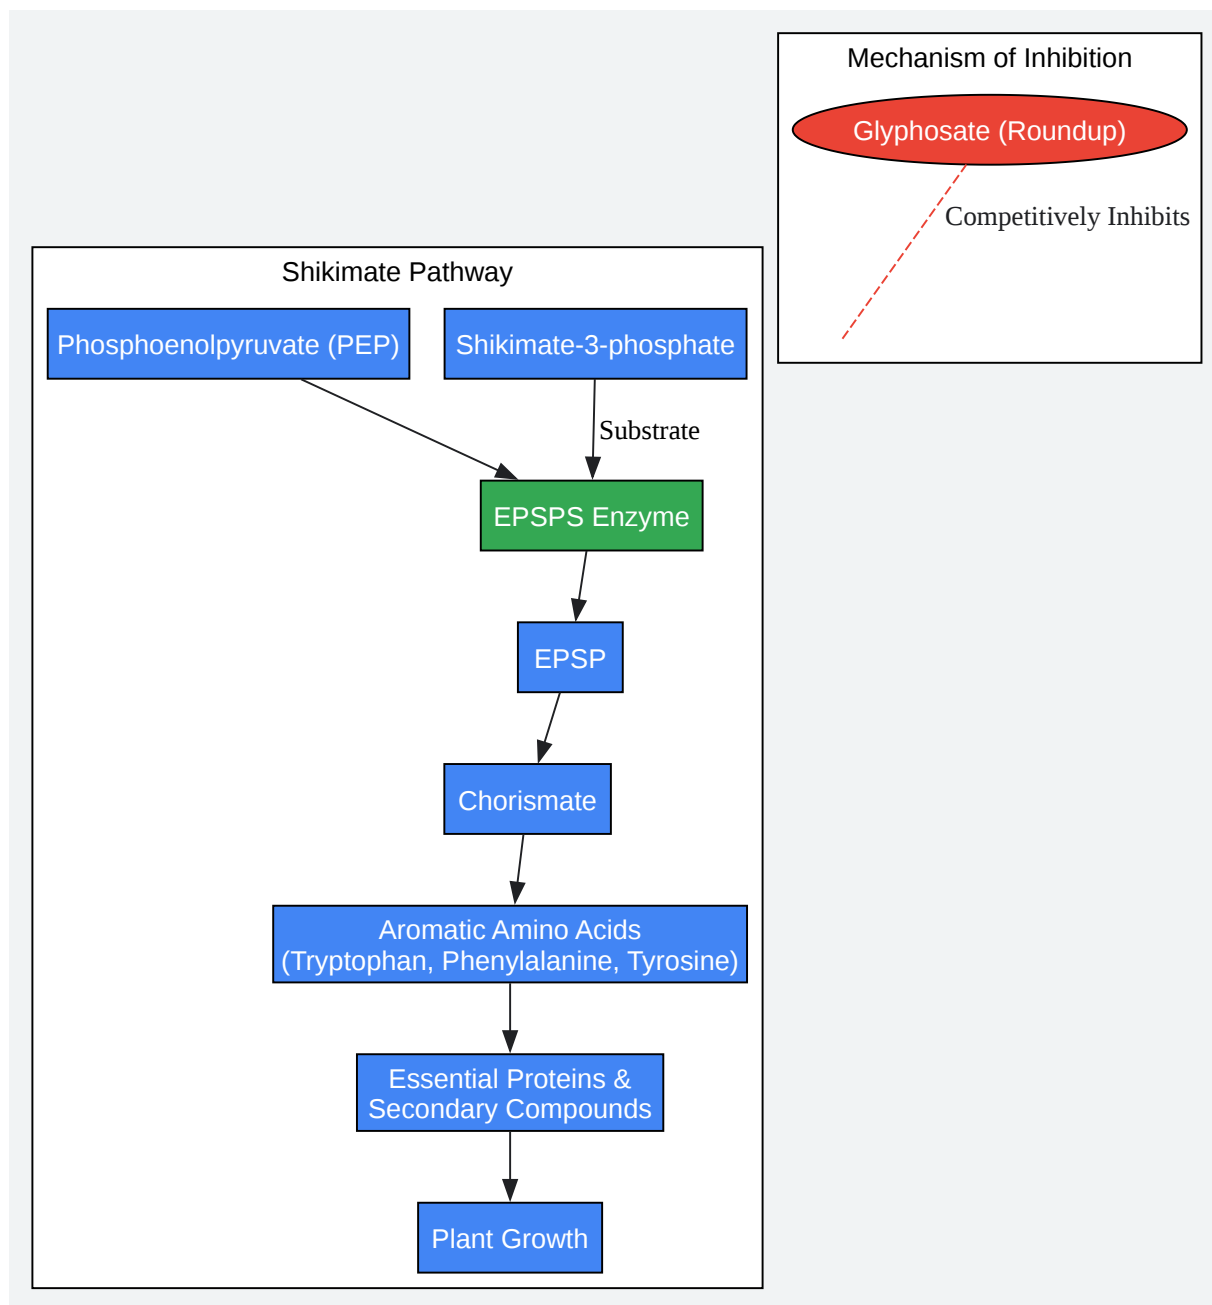 Mechanism of Inhibition
Glyphosate (Roundup)
Competitively Inhibits
Shikimate Pathway
Phosphoenolpyruvate (PEP)
Shikimate-3-phosphate
Substrate
EPSPS Enzyme
EPSP
Chorismate
Aromatic Amino Acids
(Tryptophan, Phenylalanine, Tyrosine)
Essential Proteins &
Secondary Compounds
Plant Growth